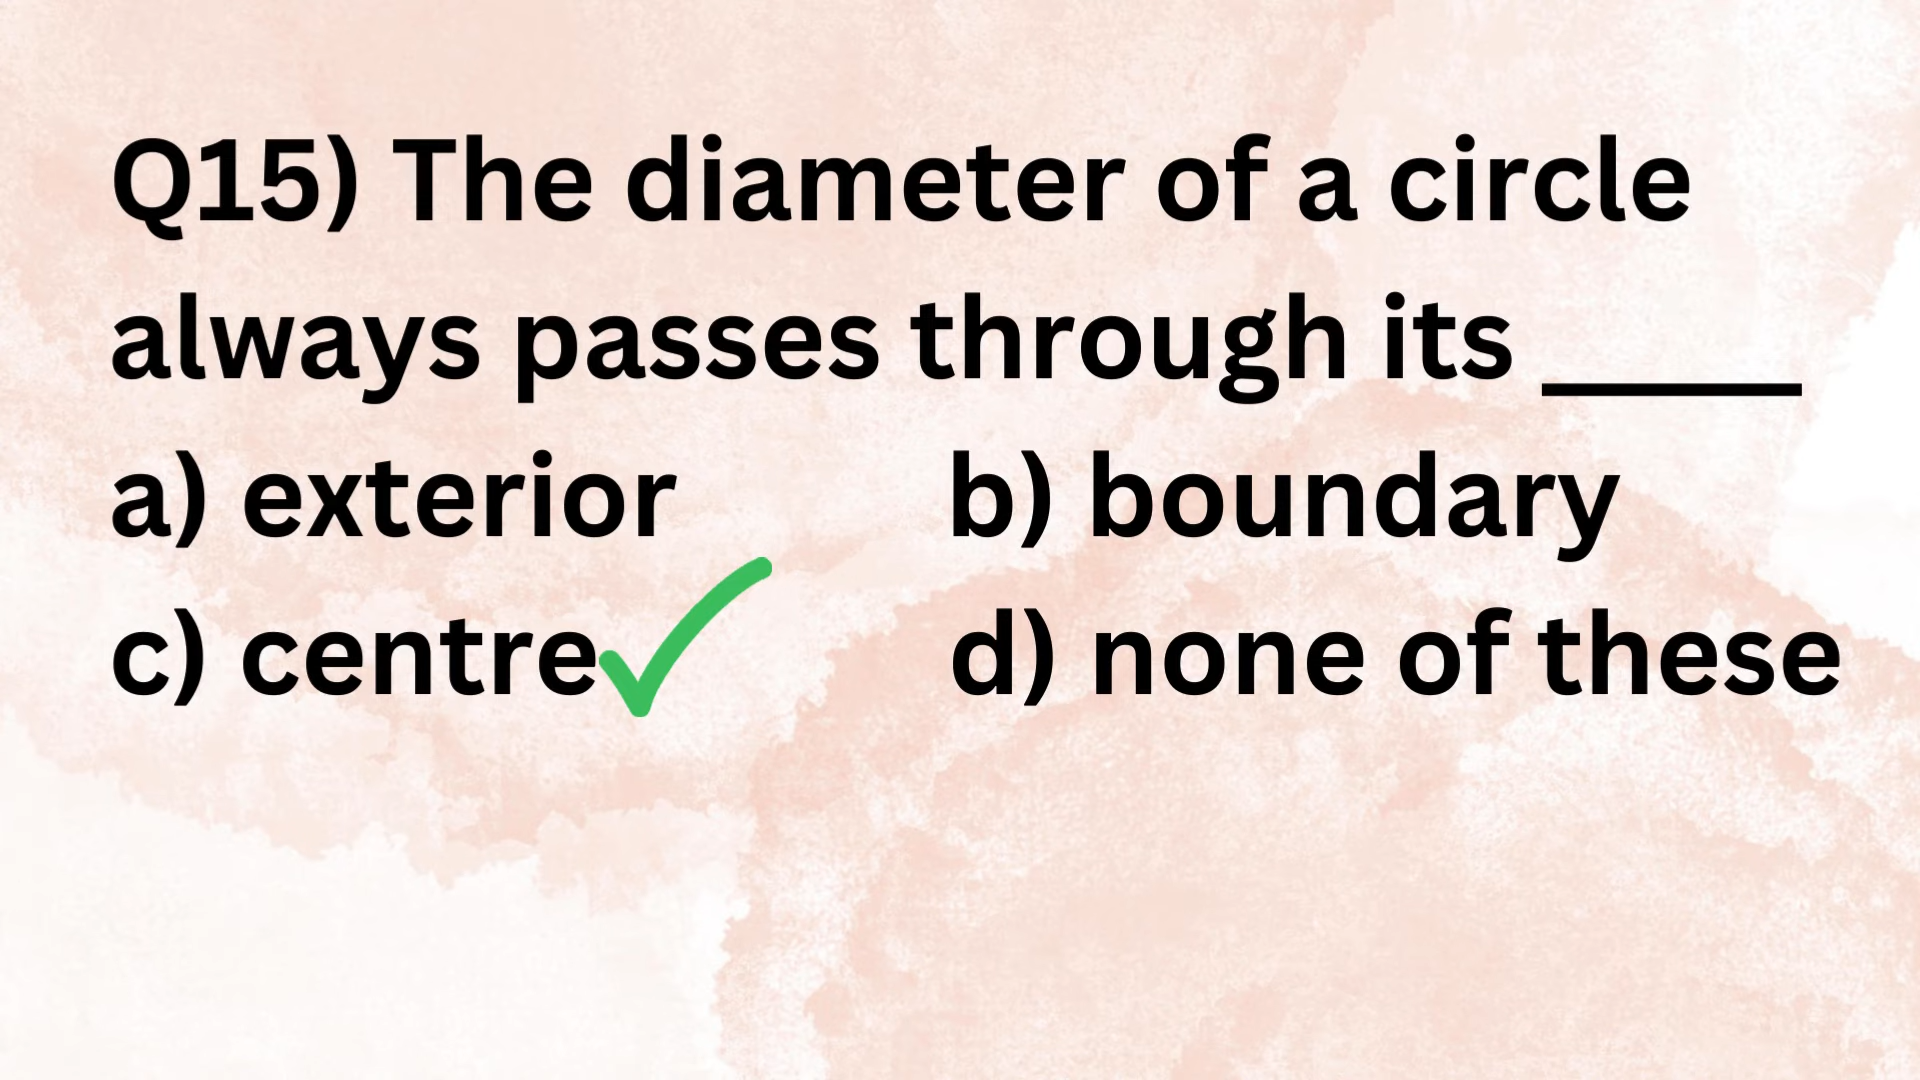 Q15) The diameter of a circle
always passes through its _____
a) exterior b) boundary
c) centre d) none of these